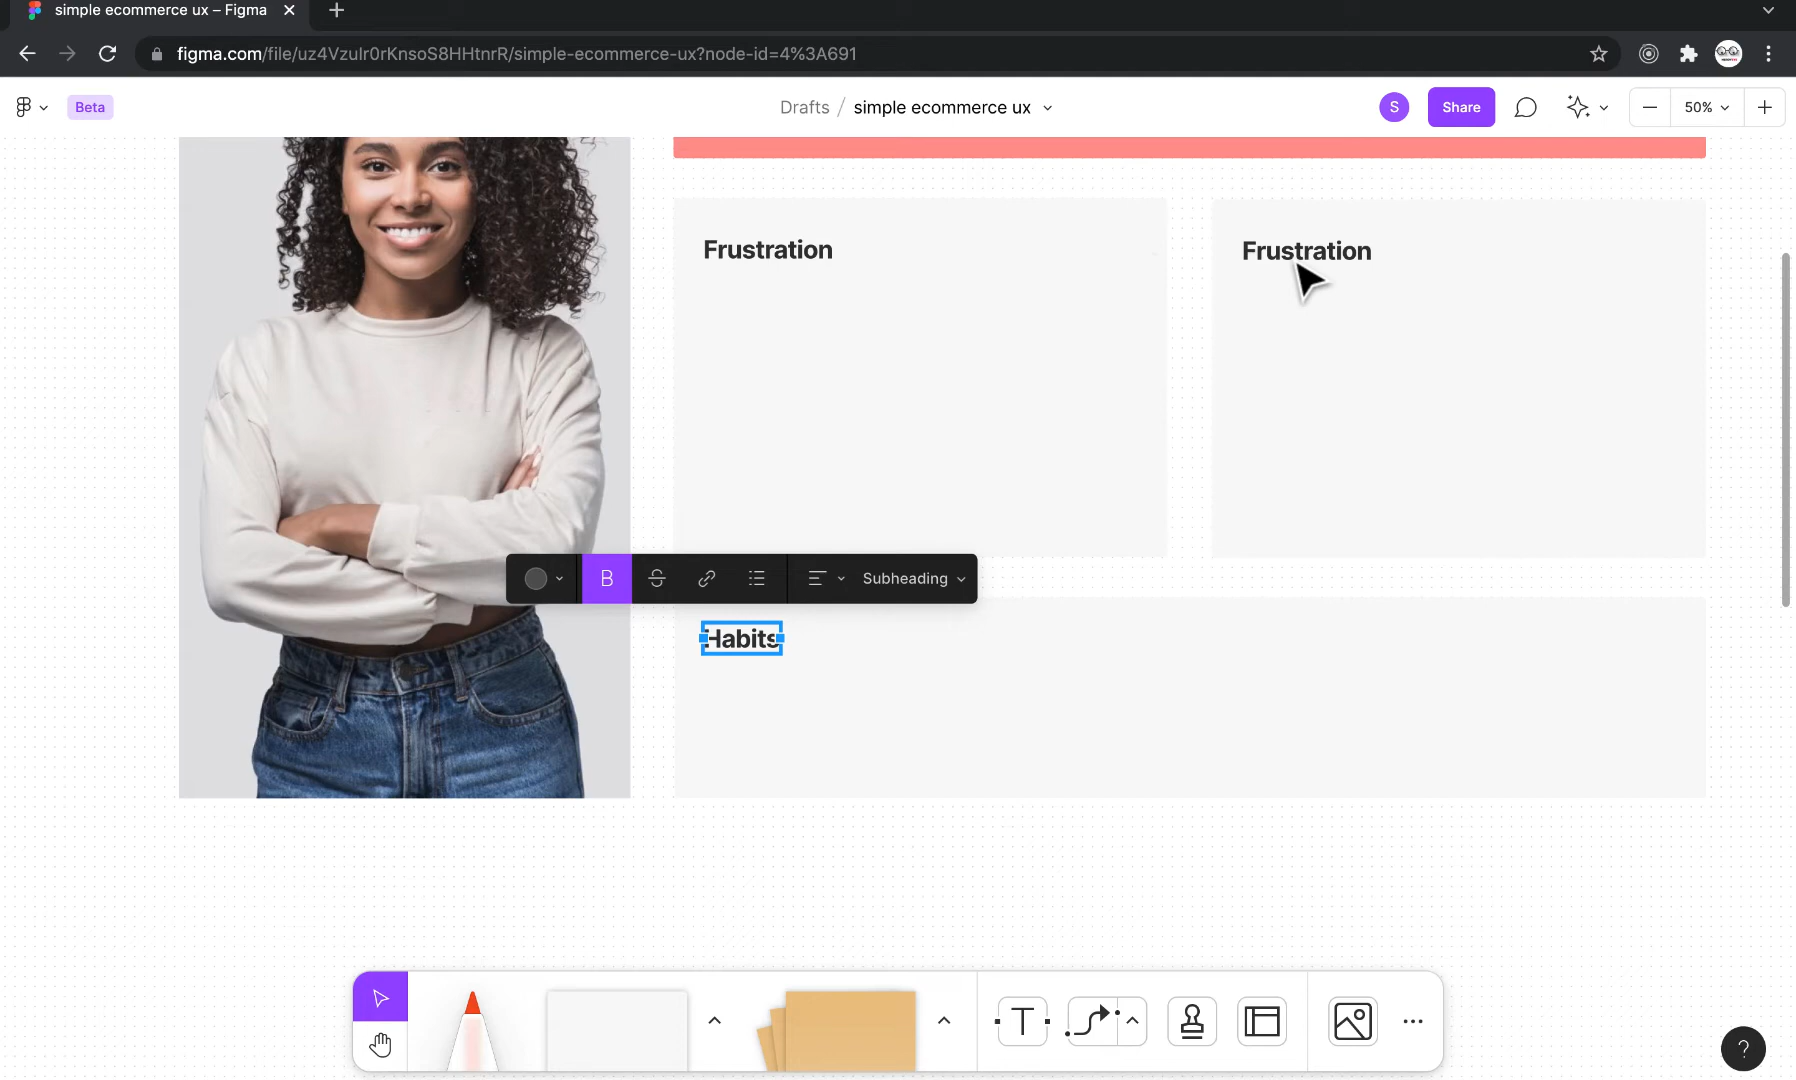 simple ecommerce ux – Figma
figma.com/file/uz4Vzulr0rKnsoS8HHtnrR/simple-ecommerce-ux?node-id=4%3A691
Beta
Drafts / simple ecommerce ux
S
Share
50%
Frustration
Frustration
B
S
Subheading
Habits
T
?